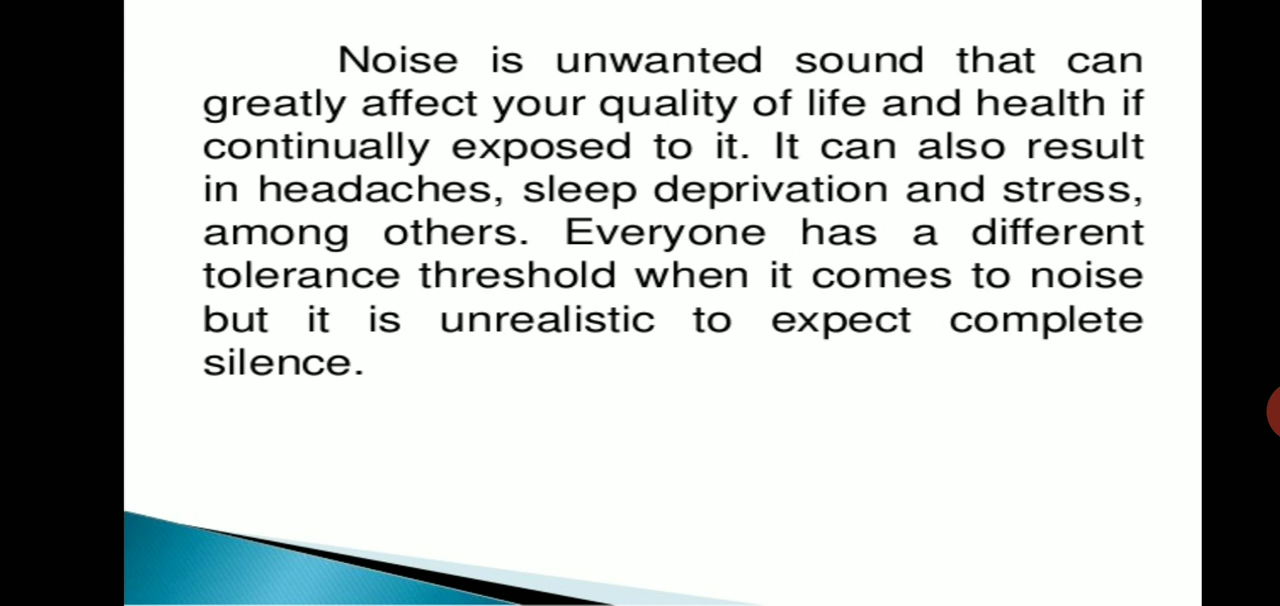 Noise is unwanted sound that can
greatly affect your quality of life and health if
continually exposed to it. It can also result
in headaches, sleep deprivation and stress,
among others. Everyone has a different
tolerance threshold when it comes to noise
but it is unrealistic to expect complete
silence.